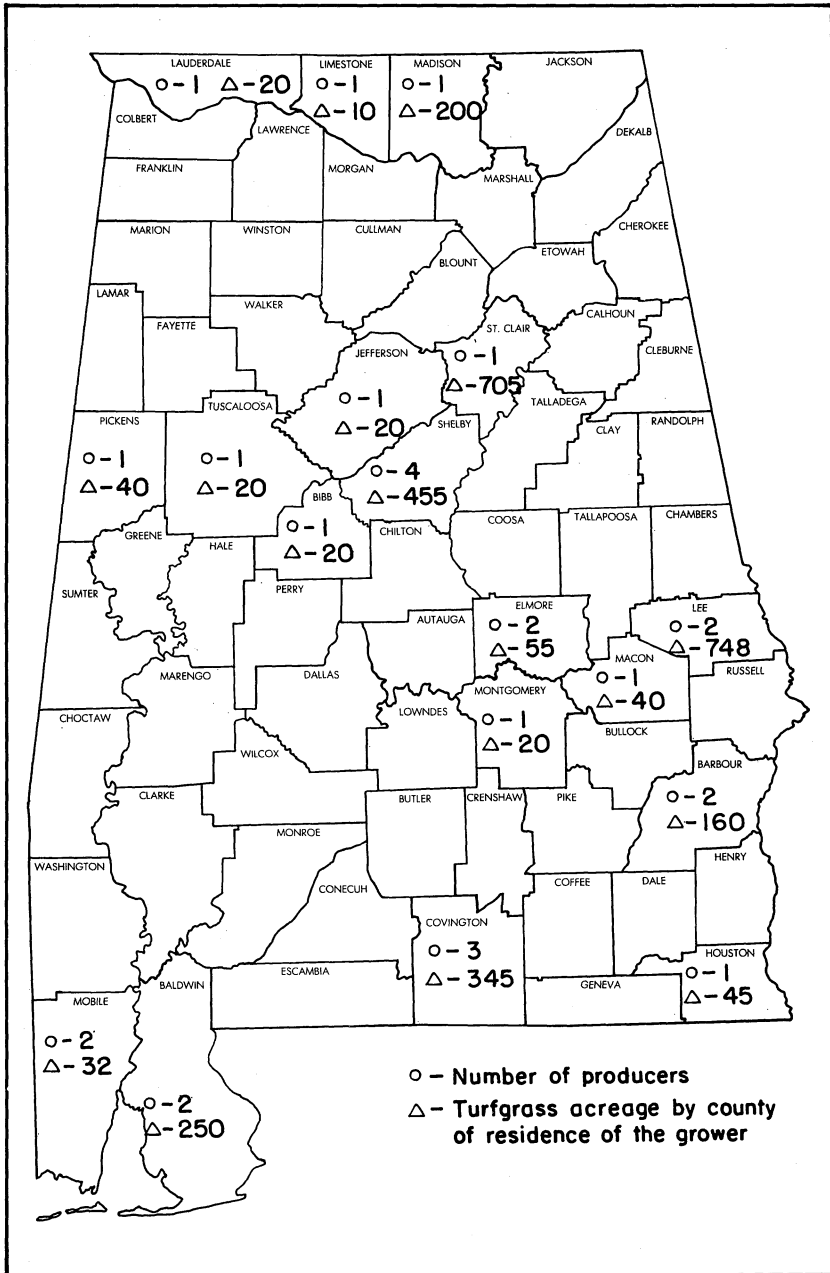 LAUDERDALE
○-1 △-20
LIMESTONE
○-1
△-10
MADISON
○-1
△-200
JACKSON
COLBERT
LAWRENCE
DEKALB
FRANKLIN
MORGAN
MARSHALL
MARION
WINSTON
CULLMAN
CHEROKEE
BLOUNT
ETOWAH
LAMAR
WALKER
FAYETTE
ST. CLAIR
○-1
△-705
CALHOUN
CLEBURNE
JEFFERSON
○-1
△-20
TALLADEGA
PICKENS
○-1
△-40
TUSCALOOSA
○-1
△-20
SHELBY
○-4
△-455
CLAY
RANDOLPH
BIBB
○-1
△-20
GREENE
HALE
CHILTON
COOSA
TALLAPOOSA
CHAMBERS
SUMTER
PERRY
AUTAUGA
ELMORE
○-2
△-55
LEE
○-2
△-748
MARENGO
DALLAS
MACON
○-1
△-40
RUSSELL
CHOCTAW
LOWNDES
MONTGOMERY
○-1
△-20
BULLOCK
WILCOX
BARBOUR
○-2
△-160
CLARKE
BUTLER
CRENSHAW
PIKE
MONROE
HENRY
WASHINGTON
CONECUH
COFFEE
DALE
COVINGTON
○-3
△-345
HOUSTON
○-1
△-45
ESCAMBIA
GENEVA
MOBILE
○-2
△-32
BALDWIN
○-2
△-250
○- Number of producers
△- Turfgrass acreage by county
of residence of the grower